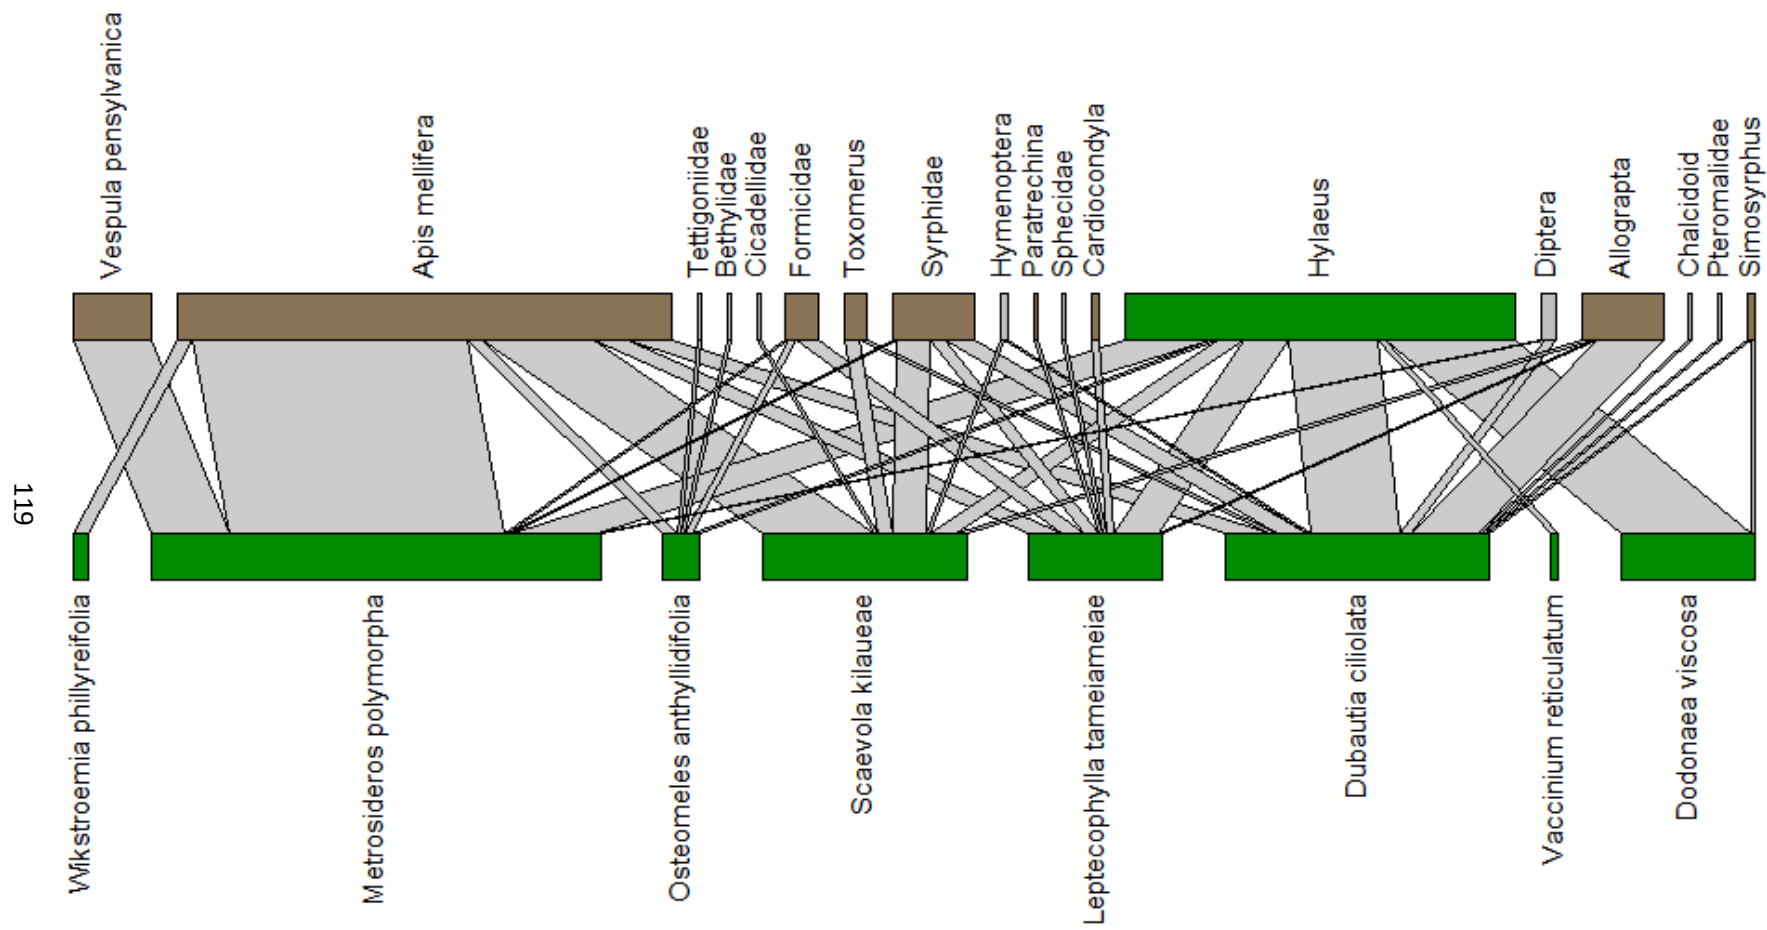 Vespula pensylvanica
Apis mellifera
Tettigoniidae
Bethylidae
Cicadellidae
Formicidae
Toxomerus
Syrphidae
Hymenoptera
Paratrechina
Sphecidae
Cardiocondyla
Hylaeus
Diptera
Allograpta
Chalcidoid
Pteromalidae
Simosyrphus
Wikstroemia phillyreifolia
Metrosideros polymorpha
Osteomeles anthyllidifolia
Scaevola kilaueae
Leptecophylla tameiameiae
Dubautia ciliolata
Vaccinium reticulatum
Dodonaea viscosa
119